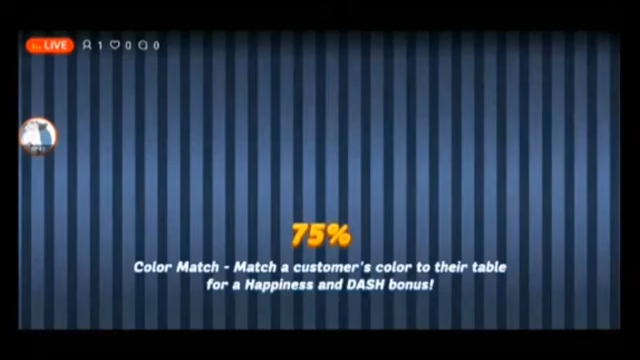 LIVE 1 0 0
75%
Color Match - Match a customer's color to their table
for a Happiness and DASH bonus!